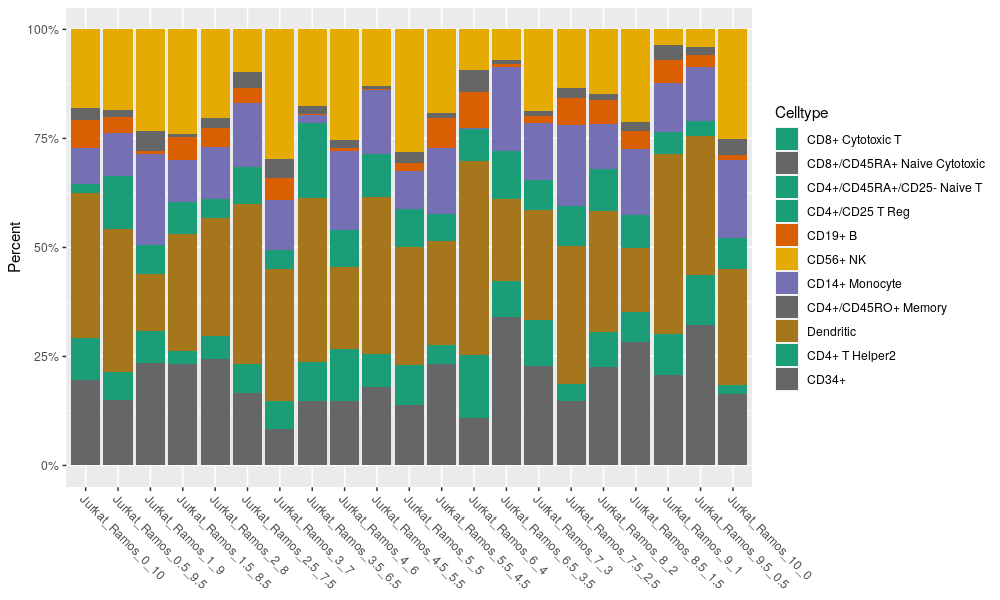 100%
75%
50%
25%
0%
Percent
Jurkat_Ramos_0_10
Jurkat_Ramos_0.5_9.5
Jurkat_Ramos_1_9
Jurkat_Ramos_1.5_8.5
Jurkat_Ramos_2_8
Jurkat_Ramos_2.5_7.5
Jurkat_Ramos_3_7
Jurkat_Ramos_3.5_6.5
Jurkat_Ramos_4_6
Jurkat_Ramos_4.5_5.5
Jurkat_Ramos_5_5
Jurkat_Ramos_5.5_4.5
Jurkat_Ramos_6_4
Jurkat_Ramos_6.5_3.5
Jurkat_Ramos_7_3
Jurkat_Ramos_7.5_2.5
Jurkat_Ramos_8_2
Jurkat_Ramos_8.5_1.5
Jurkat_Ramos_9_1
Jurkat_Ramos_9.5_0.5
Jurkat_Ramos_10_0
Celltype
CD8+ Cytotoxic T
CD8+/CD45RA+ Naive Cytotoxic
CD4+/CD45RA+/CD25- Naive T
CD4+/CD25 T Reg
CD19+ B
CD56+ NK
CD14+ Monocyte
CD4+/CD45RO+ Memory
Dendritic
CD4+ T Helper2
CD34+